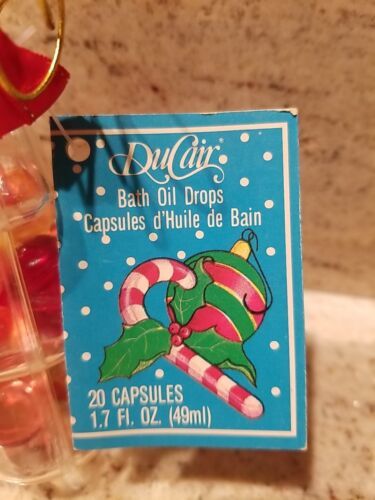 DuCair®
Bath Oil Drops
Capsules d'Huile de Bain
20 CAPSULES
1.7 FL. OZ. (49ml)